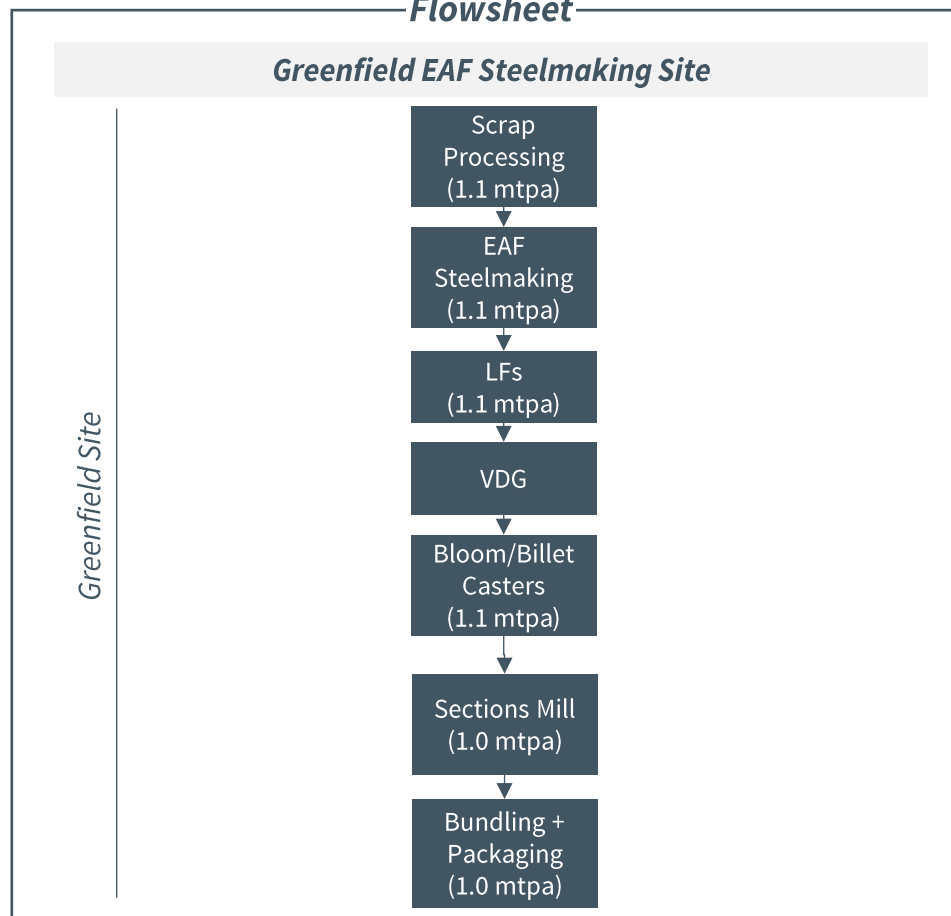 Flowsheet
Greenfield EAF Steelmaking Site
Scrap
Processing
(1.1 mtpa)
EAF
Steelmaking
(1.1 mtpa)
LFs
(1.1 mtpa)
VDG
Bloom/Billet
Casters
(1.1 mtpa)
Sections Mill
(1.0 mtpa)
Bundling +
Packaging
(1.0 mtpa)
Greenfield Site